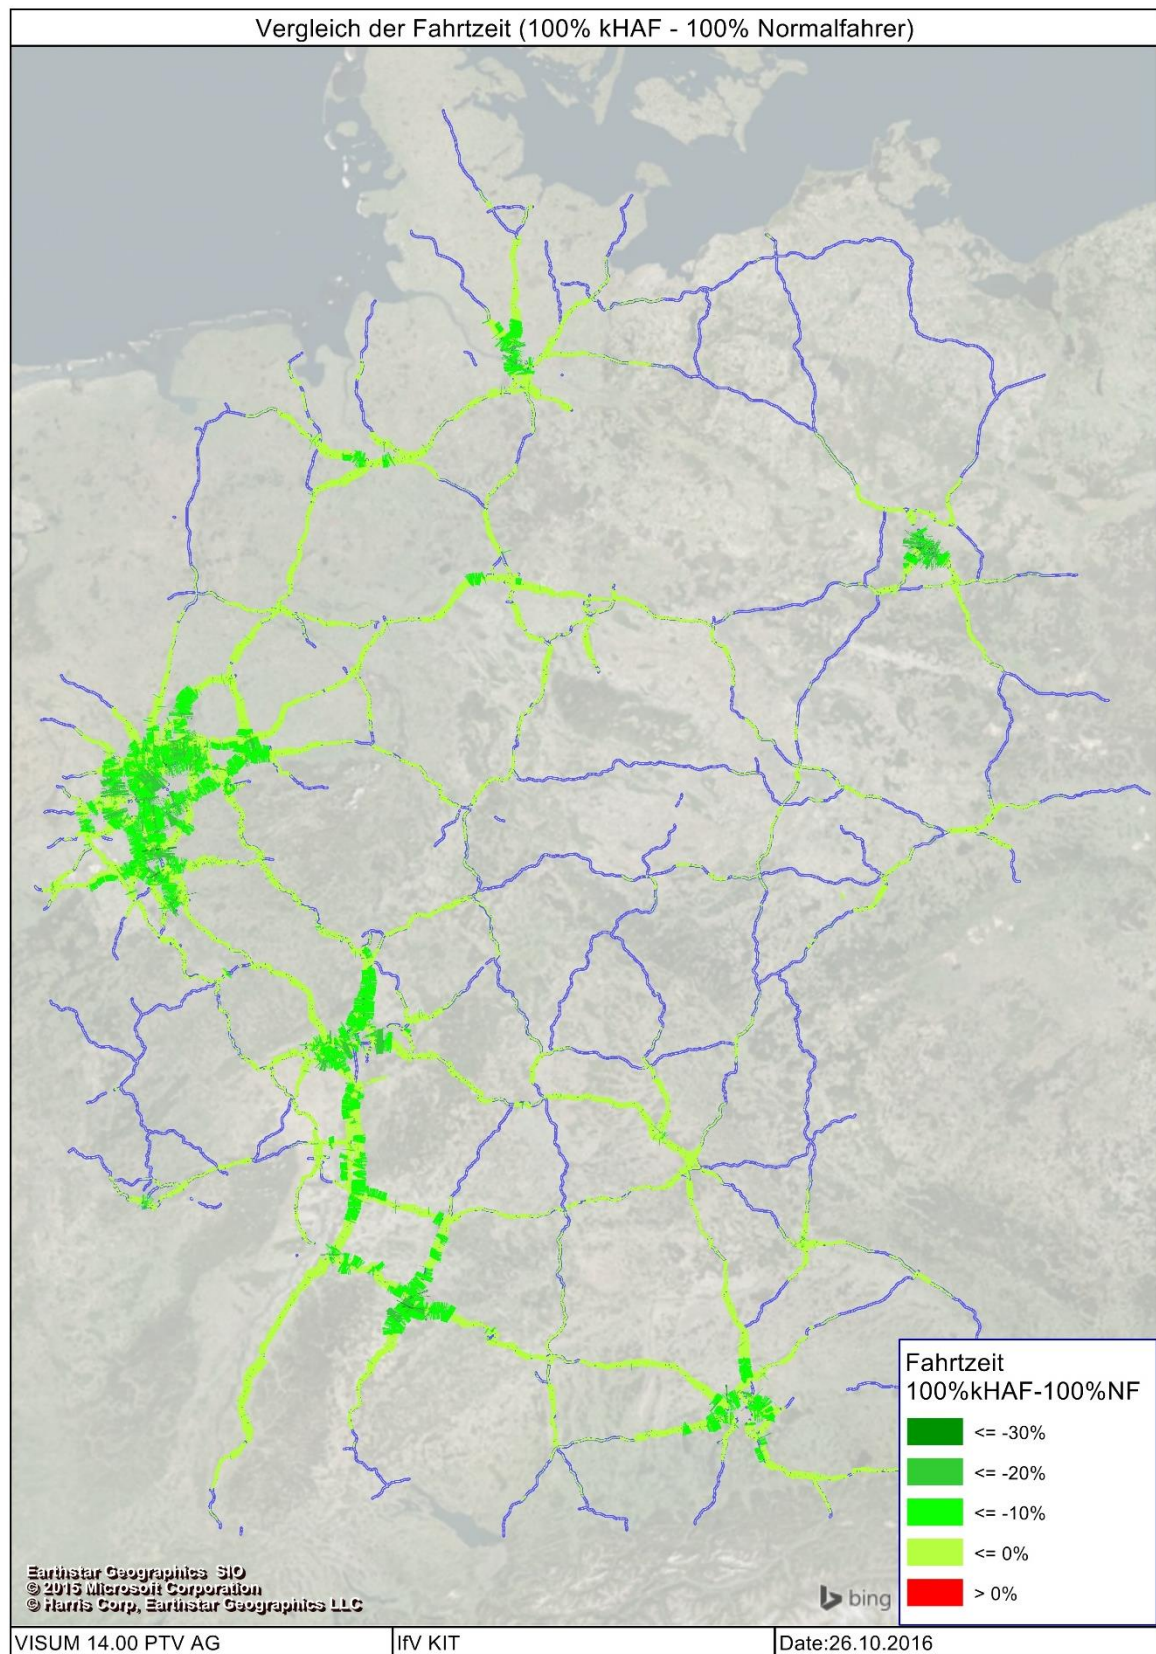 Vergleich der Fahrtzeit (100% kHAF - 100% Normalfahrer)
Fahrtzeit
100%kHAF-100%NF
<= -30%
<= -20%
<= -10%
<= 0%
> 0%
Earthstar Geographics SIO
© 2015 Microsoft Corporation
© Harris Corp, Earthstar Geographics LLC
bing
VISUM 14.00 PTV AG
IfV KIT
Date:26.10.2016